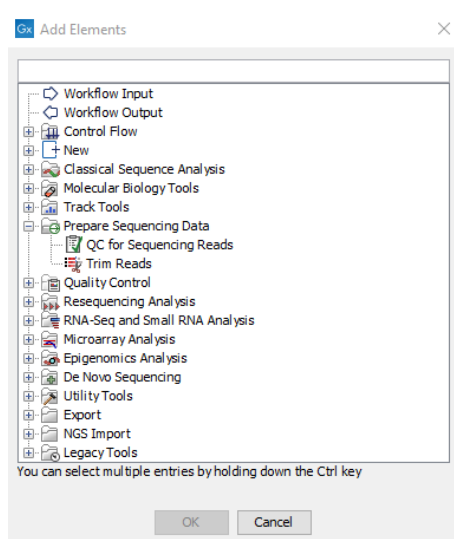 Gx Add Elements
Workflow Input
Workflow Output
Control Flow
New
Classical Sequence Analysis
Molecular Biology Tools
Track Tools
Prepare Sequencing Data
QC for Sequencing Reads
Trim Reads
Quality Control
Resequencing Analysis
RNA-Seq and Small RNA Analysis
Microarray Analysis
Epigenomics Analysis
De Novo Sequencing
Utility Tools
Export
NGS Import
Legacy Tools
You can select multiple entries by holding down the Ctrl key
OK Cancel